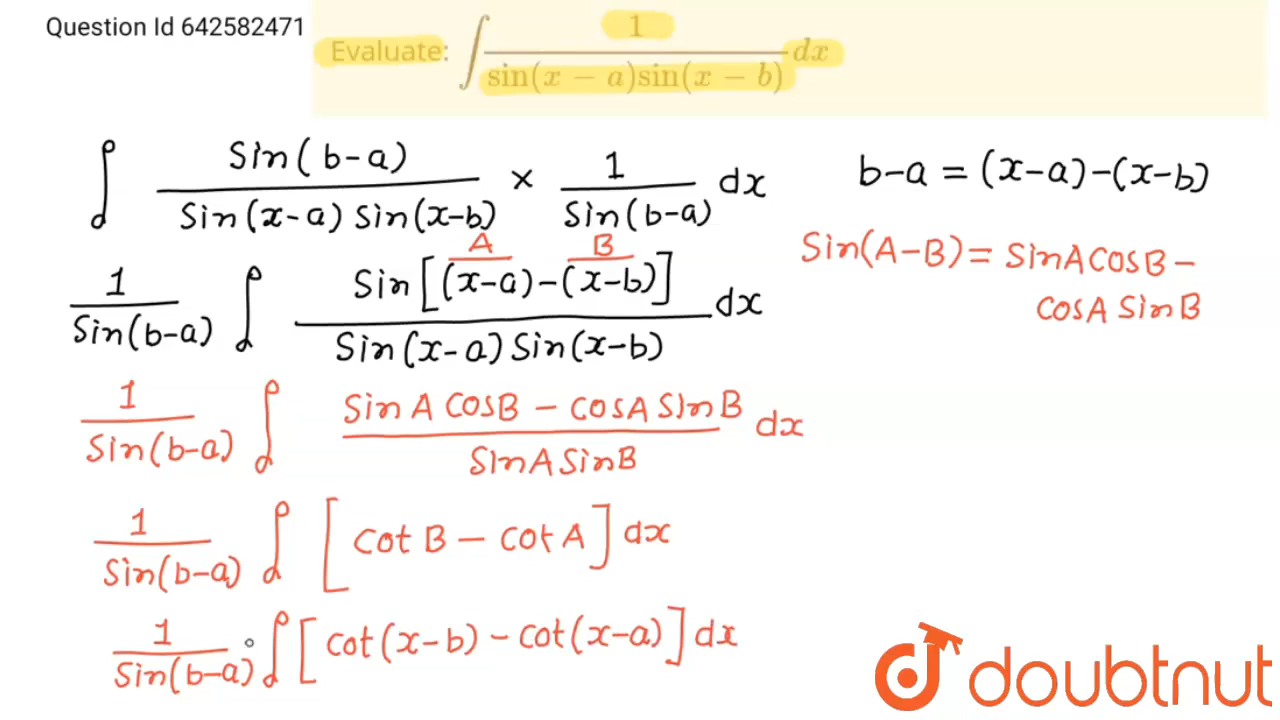 Question Id 642582471
Evaluate: ∫ 1/(sin(x − a)sin(x − b)) dx
∫ Sin(b-a)/(Sin(x-a) Sin(x-b)) × 1/Sin(b-a) dx
b-a = (x-a)-(x-b)
A B
1/Sin(b-a) ∫ Sin[(x-a)-(x-b)]/(Sin(x-a) Sin(x-b)) dx
Sin(A-B) = SinA CosB -
CosA SinB
1/Sin(b-a) ∫ (SinA CosB - CosA SinB)/(SinA SinB) dx
1/Sin(b-a) ∫ [Cot B - Cot A] dx
1/Sin(b-a) ∫ [Cot(x-b) - Cot(x-a)] dx
doubtnut